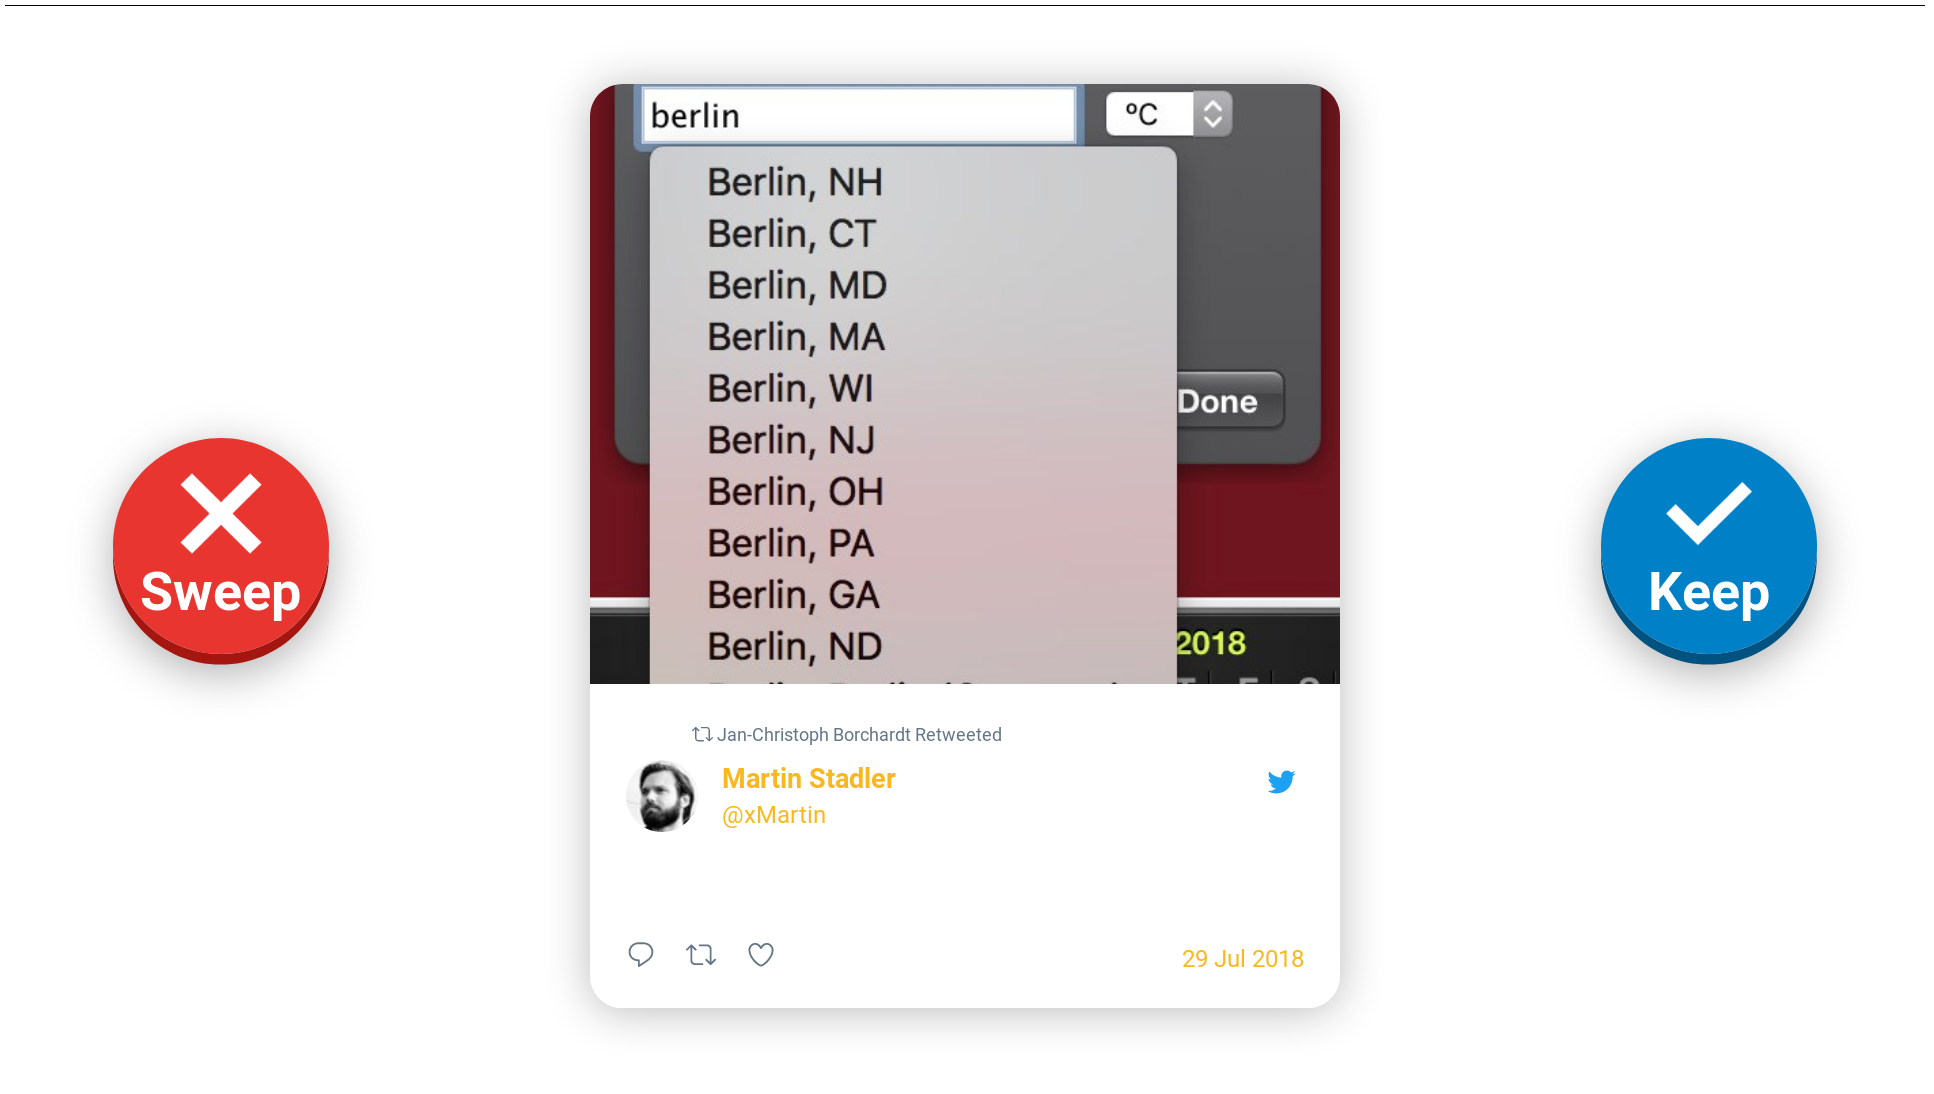 berlin
°C
Berlin, NH
Berlin, CT
Berlin, MD
Berlin, MA
Berlin, WI
Done
Berlin, NJ
Berlin, OH
Berlin, PA
Berlin, GA
Berlin, ND
2018
Jan-Christoph Borchardt Retweeted
Martin Stadler
@xMartin
29 Jul 2018
Sweep
Keep